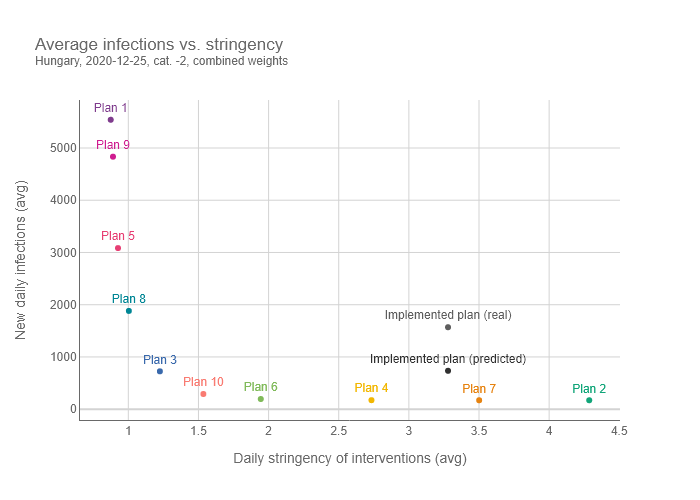 Average infections vs. stringency
Hungary, 2020-12-25, cat. -2, combined weights
Plan 1
Plan 9
5000
4000
Plan 5
3000
Plan 8
2000
Implemented plan (real)
1000
Plan 3
Implemented plan (predicted)
Plan 10
Plan 6
Plan 4
Plan 7
Plan 2
0
1
1.5
2
2.5
3
3.5
4
4.5
Daily stringency of interventions (avg)
New daily infections (avg)